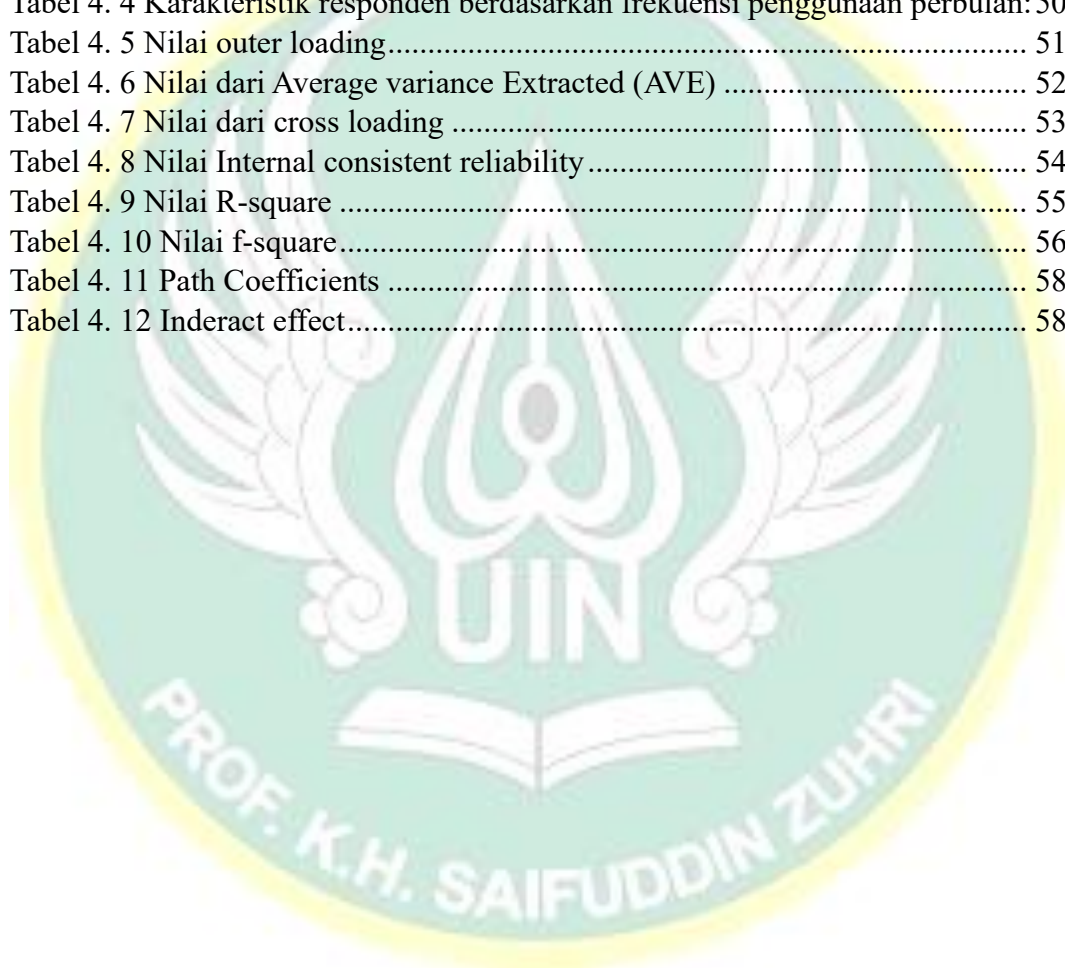 Tabel 4. 4 Karakteristik responden berdasarkan frekuensi penggunaan perbulan: 50
Tabel 4. 5 Nilai outer loading.................................................................................. 51
Tabel 4. 6 Nilai dari Average variance Extracted (AVE) ....................................... 52
Tabel 4. 7 Nilai dari cross loading .......................................................................... 53
Tabel 4. 8 Nilai Internal consistent reliability ........................................................ 54
Tabel 4. 9 Nilai R-square ........................................................................................ 55
Tabel 4. 10 Nilai f-square........................................................................................ 56
Tabel 4. 11 Path Coefficients .................................................................................. 58
Tabel 4. 12 Inderact effect....................................................................................... 58
UIN
PROF. K.H. SAIFUDDIN ZUHRI